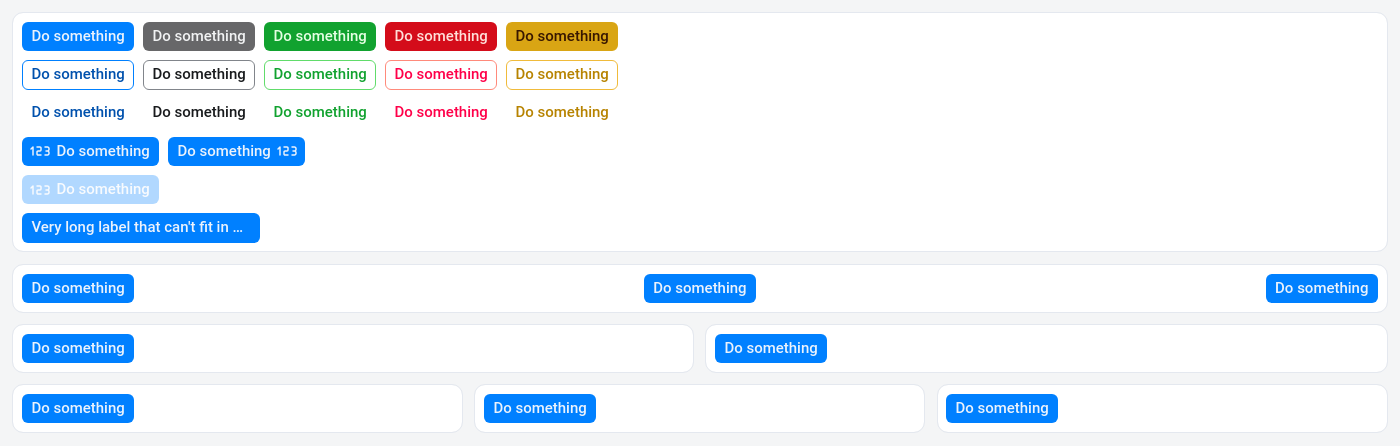 Do something Do something Do something Do something Do something
Do something Do something Do something Do something Do something
Do something Do something Do something Do something Do something
123 Do something Do something 123
123 Do something
Very long label that can't fit in ...
Do something Do something Do something
Do something Do something
Do something Do something Do something